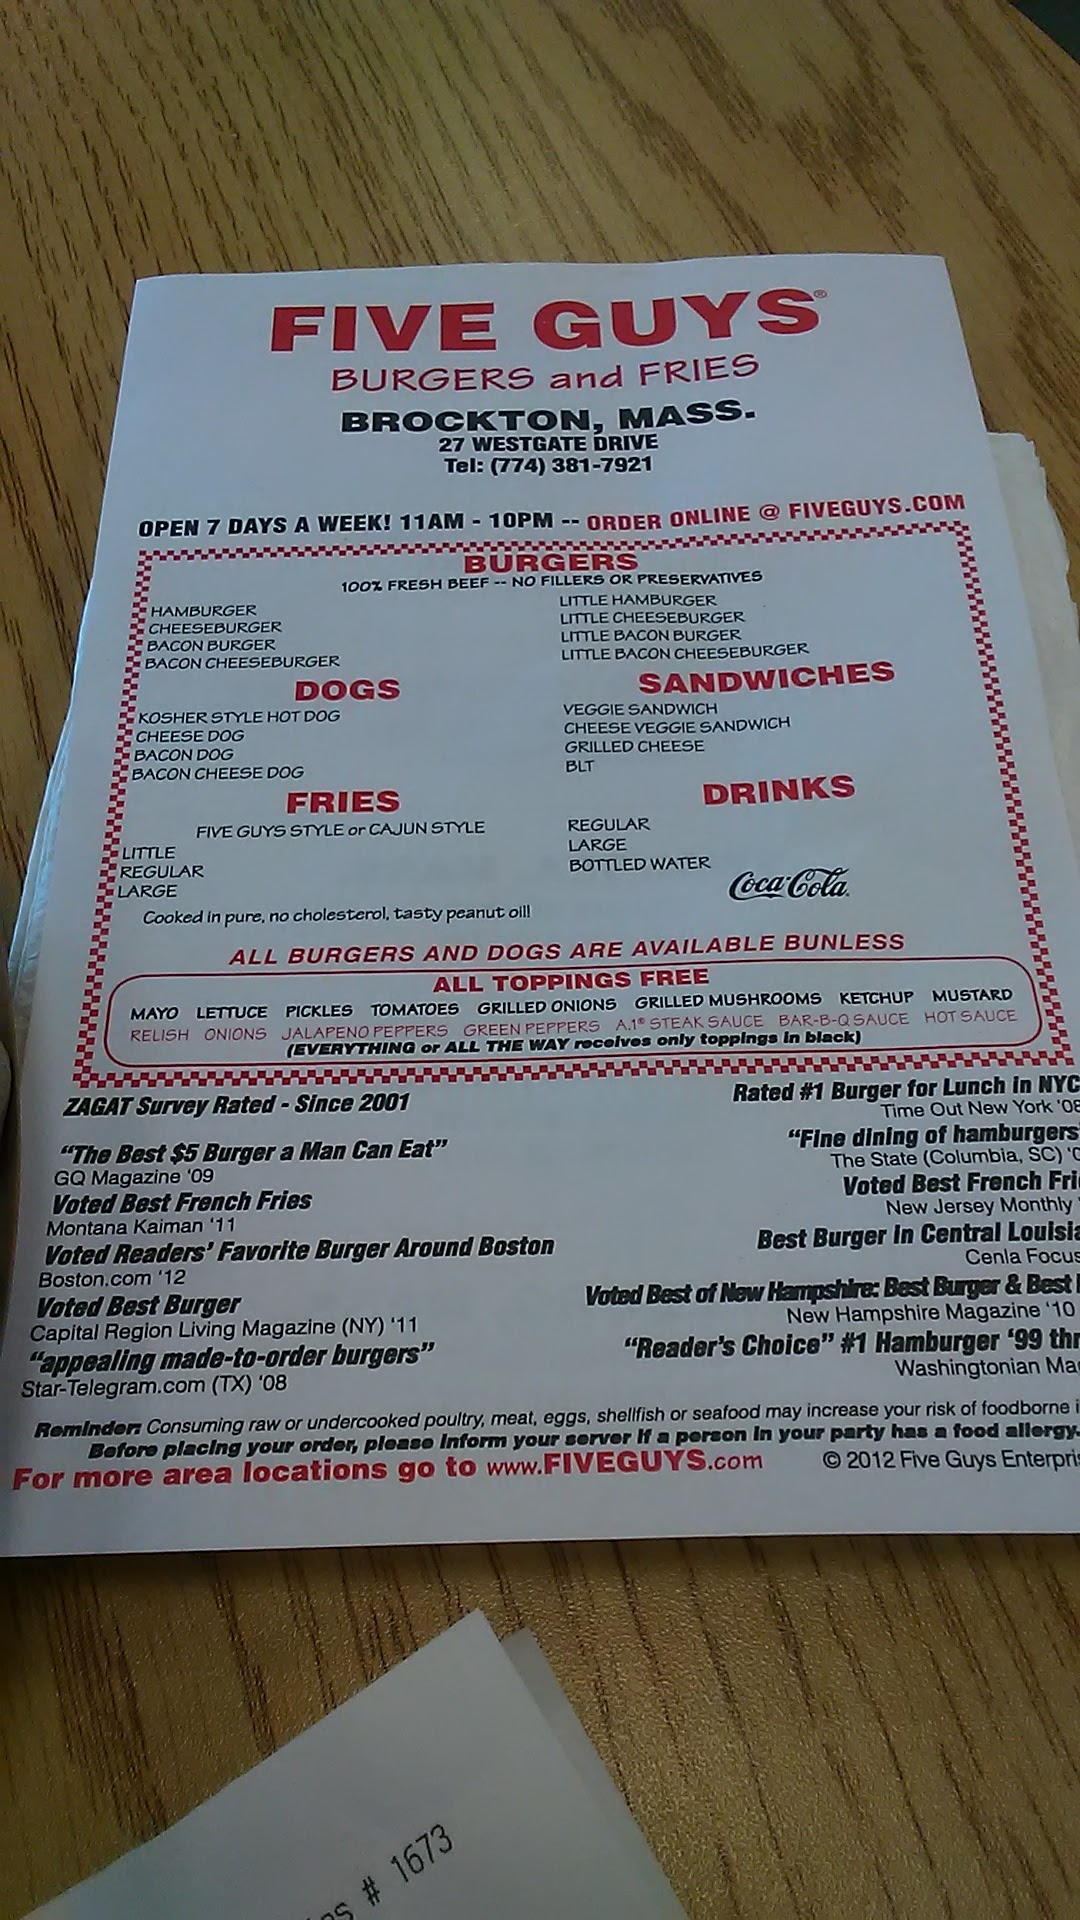 FIVE GUYS®
BURGERS and FRIES
BROCKTON, MASS.
27 WESTGATE DRIVE
Tel: (774) 381-7921
OPEN 7 DAYS A WEEK! 11AM - 10PM -- ORDER ONLINE @ FIVEGUYS.COM
BURGERS
100% FRESH BEEF -- NO FILLERS OR PRESERVATIVES
HAMBURGER
CHEESEBURGER
BACON BURGER
BACON CHEESEBURGER
LITTLE HAMBURGER
LITTLE CHEESEBURGER
LITTLE BACON BURGER
LITTLE BACON CHEESEBURGER
DOGS
KOSHER STYLE HOT DOG
CHEESE DOG
BACON DOG
BACON CHEESE DOG
SANDWICHES
VEGGIE SANDWICH
CHEESE VEGGIE SANDWICH
GRILLED CHEESE
BLT
FRIES
FIVE GUYS STYLE or CAJUN STYLE
LITTLE
REGULAR
LARGE
Cooked in pure, no cholesterol, tasty peanut oil!
DRINKS
REGULAR
LARGE
BOTTLED WATER
Coca-Cola
ALL BURGERS AND DOGS ARE AVAILABLE BUNLESS
ALL TOPPINGS FREE
MAYO LETTUCE PICKLES TOMATOES GRILLED ONIONS GRILLED MUSHROOMS KETCHUP MUSTARD
RELISH ONIONS JALAPENO PEPPERS GREEN PEPPERS A.1® STEAK SAUCE BAR-B-Q SAUCE HOT SAUCE
(EVERYTHING or ALL THE WAY receives only toppings in black)
ZAGAT Survey Rated - Since 2001
"The Best $5 Burger a Man Can Eat"
GQ Magazine '09
Voted Best French Fries
Montana Kaiman '11
Voted Readers' Favorite Burger Around Boston
Boston.com '12
Voted Best Burger
Capital Region Living Magazine (NY) '11
"appealing made-to-order burgers"
Star-Telegram.com (TX) '08
Rated #1 Burger for Lunch in NYC
Time Out New York '08
"Fine dining of hamburgers
The State (Columbia, SC)
Voted Best French
New Jersey Monthly
Best Burger In Central
Cenla Focus
Voted Best of New Hampshire: Best Burger & Best
New Hampshire Magazine '10
"Reader's Choice" #1 Hamburger '99
Washingtonian
Reminder: Consuming raw or undercooked poultry, meat, eggs, shellfish or seafood may increase your risk of foodborne
Before placing your order, please inform your server if a person in your party has a food allergy.
For more area locations go to www.FIVEGUYS.com © 2012 Five Guys
# 1673